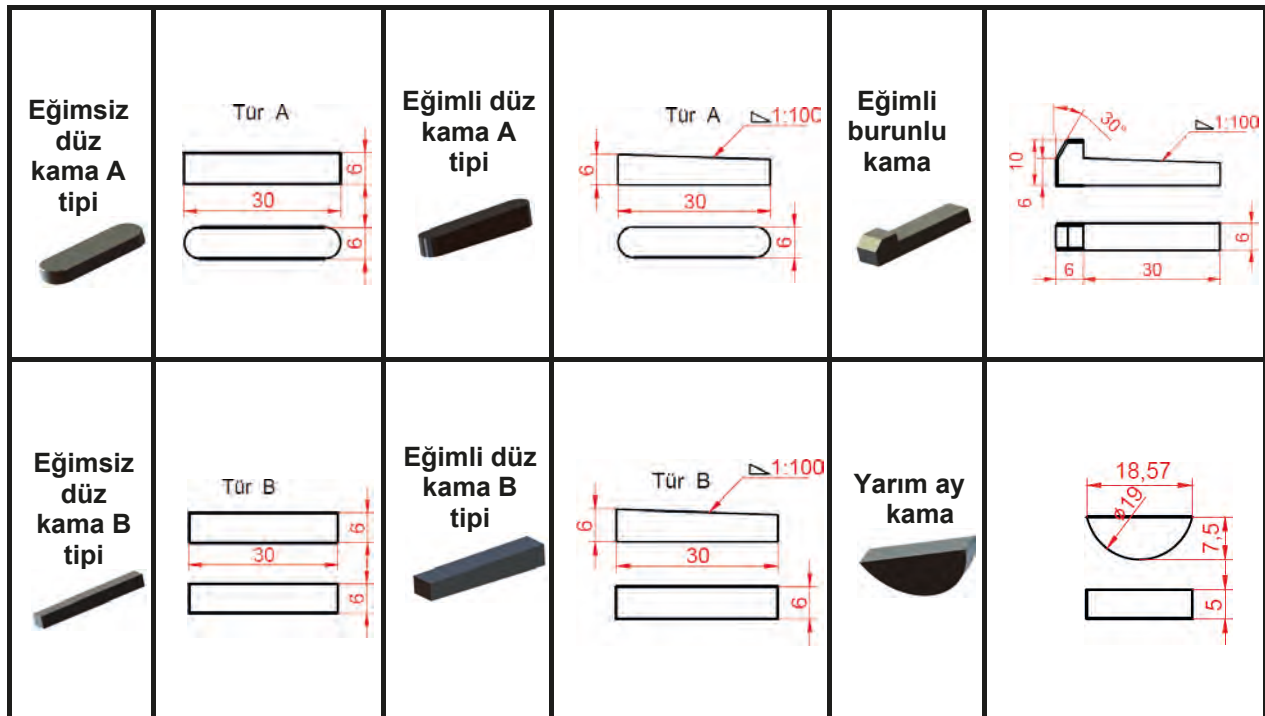 Eğimsiz
düz
kama A
tipi
Tür A
6
30
6
Eğimli düz
kama A
tipi
Tür A
1:100
6
30
6
Eğimli
burunlu
kama
30°
1:100
10
6
6
6
30
Eğimsiz
düz
kama B
tipi
Tür B
6
30
6
Eğimli düz
kama B
tipi
Tür B
1:100
6
30
6
Yarım ay
kama
18,57
ϕ19
7,5
5